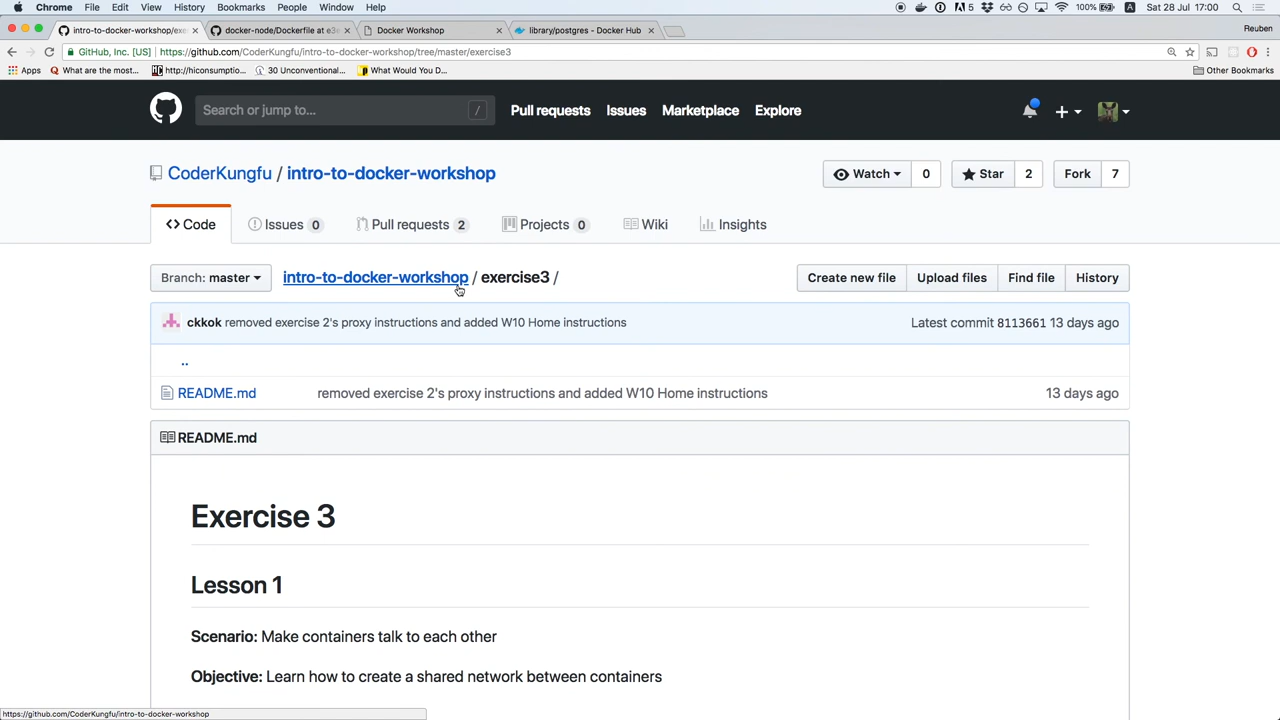 Chrome File Edit View History Bookmarks People Window Help
5 100% A Sat 28 Jul 17:00
intro-to-docker-workshop/exe × docker-node/Dockerfile at e3 × Docker Workshop × library/postgres - Docker Hub × Reuben
GitHub, Inc. [US] https://github.com/CoderKungfu/intro-to-docker-workshop/tree/master/exercise3
Apps What are the most... http://hiconsumptio... 30 Unconventional... What Would You D... Other Bookmarks
Search or jump to... / Pull requests Issues Marketplace Explore
CoderKungfu / intro-to-docker-workshop Watch 0 Star 2 Fork 7
<> Code Issues 0 Pull requests 2 Projects 0 Wiki Insights
Branch: master intro-to-docker-workshop / exercise3 / Create new file Upload files Find file History
ckkok removed exercise 2's proxy instructions and added W10 Home instructions Latest commit 8113661 13 days ago
..
README.md removed exercise 2's proxy instructions and added W10 Home instructions 13 days ago
README.md
Exercise 3
Lesson 1
Scenario: Make containers talk to each other
Objective: Learn how to create a shared network between containers
https://github.com/CoderKungfu/intro-to-docker-workshop